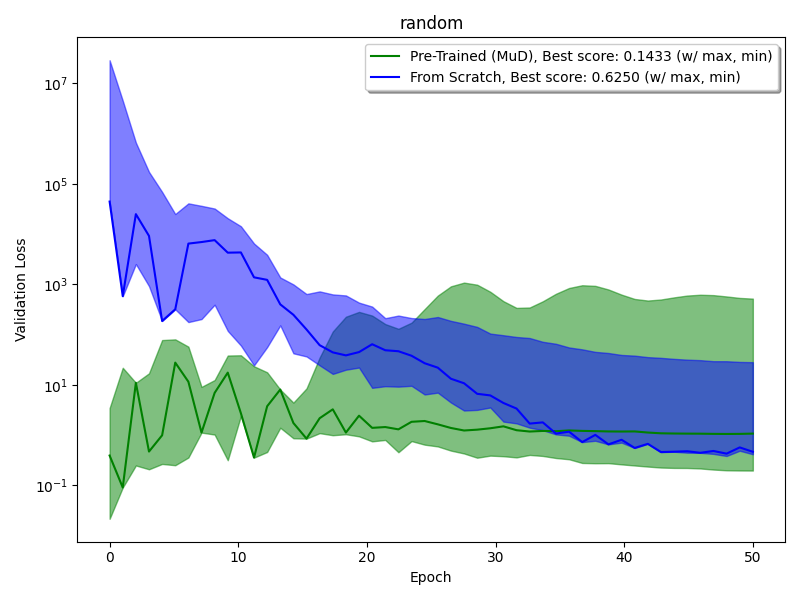 random
Pre-Trained (MuD), Best score: 0.1433 (w/ max, min)
From Scratch, Best score: 0.6250 (w/ max, min)
Validation Loss
10^7
10^5
10^3
10^1
10^−1
0 10 20 30 40 50
Epoch